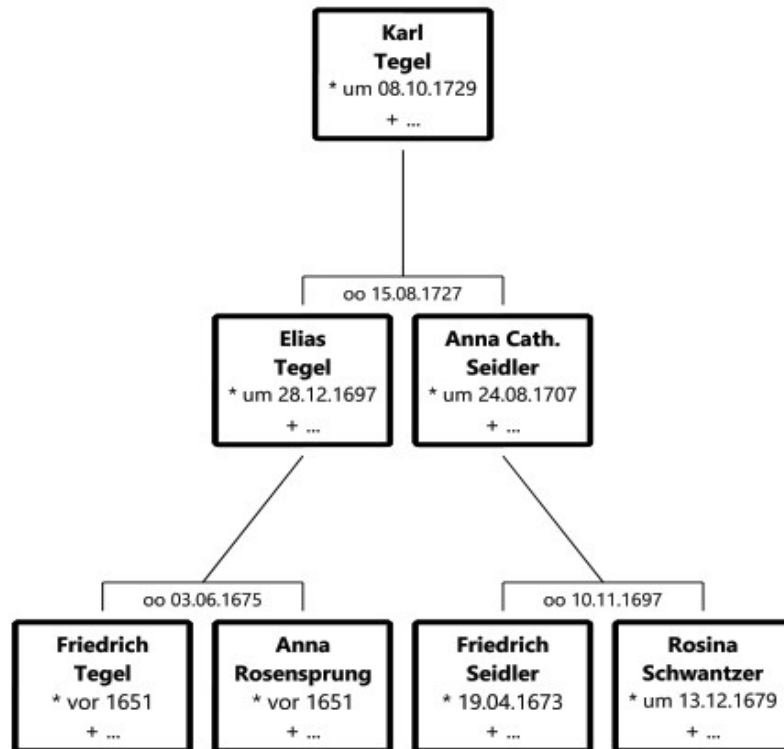 Karl
Tegel
* um 08.10.1729
+ ...
oo 15.08.1727
Elias
Tegel
* um 28.12.1697
+ ...
Anna Cath.
Seidler
* um 24.08.1707
+ ...
oo 03.06.1675
oo 10.11.1697
Friedrich
Tegel
* vor 1651
+ ...
Anna
Rosensprung
* vor 1651
+ ...
Friedrich
Seidler
* 19.04.1673
+ ...
Rosina
Schwantzer
* um 13.12.1679
+ ...